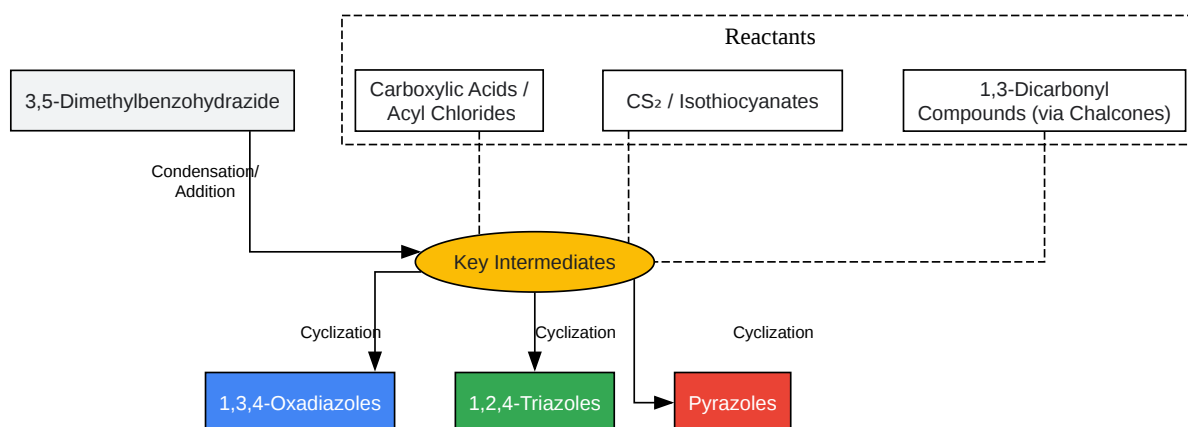 Reactants
3,5-Dimethylbenzohydrazide
Carboxylic Acids /
Acyl Chlorides
CS₂ / Isothiocyanates
1,3-Dicarbonyl
Compounds (via Chalcones)
Condensation/
Addition
Key Intermediates
Cyclization
Cyclization
Cyclization
1,3,4-Oxadiazoles
1,2,4-Triazoles
Pyrazoles